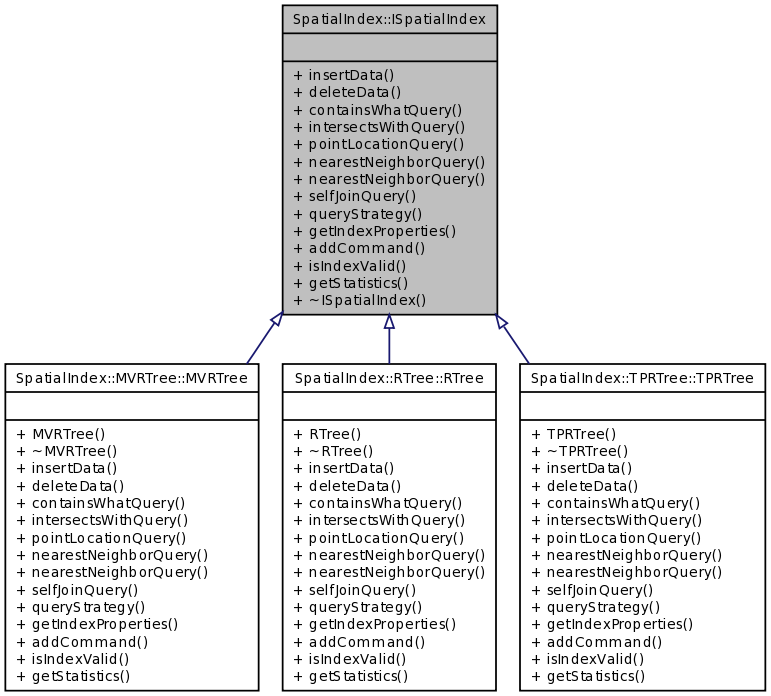 SpatialIndex::ISpatialIndex
+ insertData()
+ deleteData()
+ containsWhatQuery()
+ intersectsWithQuery()
+ pointLocationQuery()
+ nearestNeighborQuery()
+ nearestNeighborQuery()
+ selfJoinQuery()
+ queryStrategy()
+ getIndexProperties()
+ addCommand()
+ isIndexValid()
+ getStatistics()
+ ~ISpatialIndex()
SpatialIndex::MVRTree::MVRTree
+ MVRTree()
+ ~MVRTree()
+ insertData()
+ deleteData()
+ containsWhatQuery()
+ intersectsWithQuery()
+ pointLocationQuery()
+ nearestNeighborQuery()
+ nearestNeighborQuery()
+ selfJoinQuery()
+ queryStrategy()
+ getIndexProperties()
+ addCommand()
+ isIndexValid()
+ getStatistics()
SpatialIndex::RTree::RTree
+ RTree()
+ ~RTree()
+ insertData()
+ deleteData()
+ containsWhatQuery()
+ intersectsWithQuery()
+ pointLocationQuery()
+ nearestNeighborQuery()
+ nearestNeighborQuery()
+ selfJoinQuery()
+ queryStrategy()
+ getIndexProperties()
+ addCommand()
+ isIndexValid()
+ getStatistics()
SpatialIndex::TPRTree::TPRTree
+ TPRTree()
+ ~TPRTree()
+ insertData()
+ deleteData()
+ containsWhatQuery()
+ intersectsWithQuery()
+ pointLocationQuery()
+ nearestNeighborQuery()
+ nearestNeighborQuery()
+ selfJoinQuery()
+ queryStrategy()
+ getIndexProperties()
+ addCommand()
+ isIndexValid()
+ getStatistics()